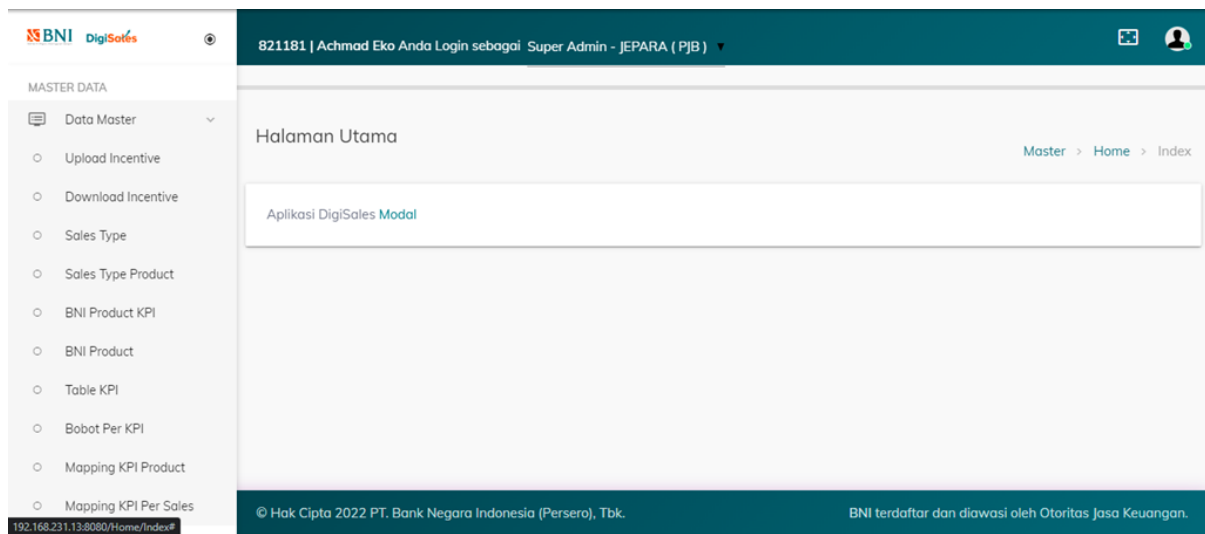 BNI DigiSales
821181 | Achmad Eko Anda Login sebagai Super Admin - JEPARA ( PJB )
MASTER DATA
Data Master
Upload Incentive
Download Incentive
Sales Type
Sales Type Product
BNI Product KPI
BNI Product
Table KPI
Bobot Per KPI
Mapping KPI Product
Mapping KPI Per Sales
192.168.231.13:8080/Home/Index#
Halaman Utama
Master > Home > Index
Aplikasi DigiSales Modal
© Hak Cipta 2022 PT. Bank Negara Indonesia (Persero), Tbk.
BNI terdaftar dan diawasi oleh Otoritas Jasa Keuangan.